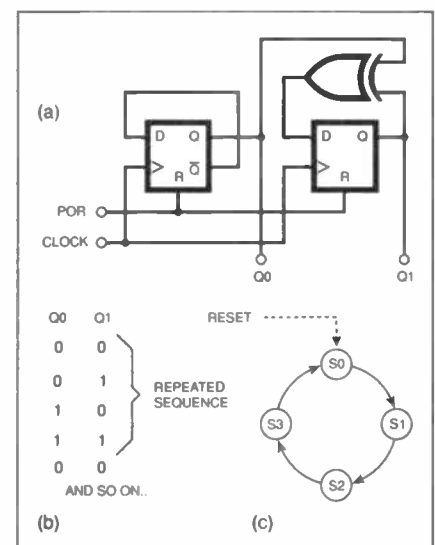 (a)
D Q
Q
R
D Q
R
POR
CLOCK
Q0 Q1
Q0 Q1
0 0
0 1
1 0
1 1
0 0
REPEATED
SEQUENCE
AND SO ON..
(b)
RESET
S0
S3 S1
S2
(c)